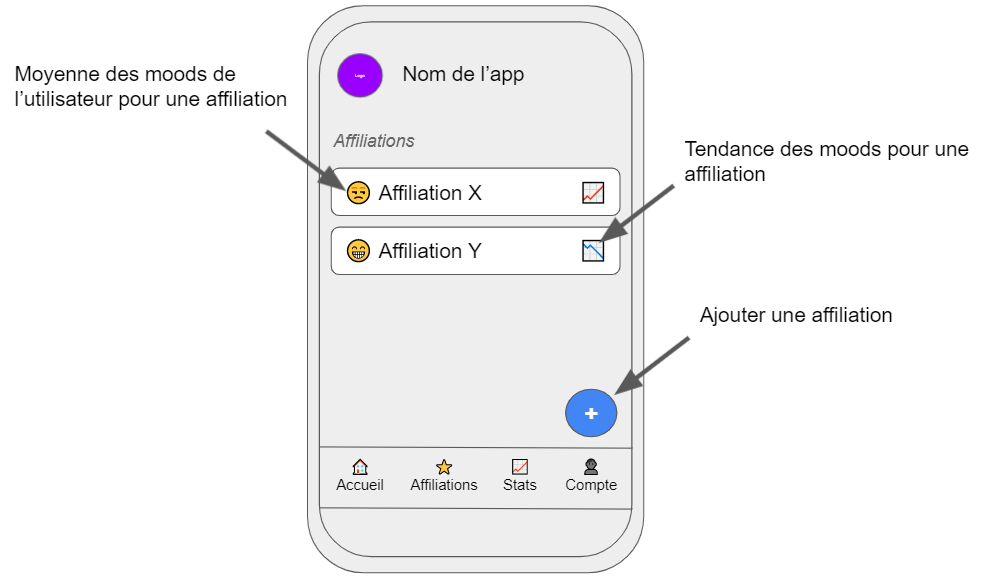 Moyenne des moods de
l'utilisateur pour une affiliation
Logo
Nom de l'app
Affiliations
Tendance des moods pour une
affiliation
Affiliation X
Affiliation Y
Ajouter une affiliation
+
Accueil
Affiliations
Stats
Compte